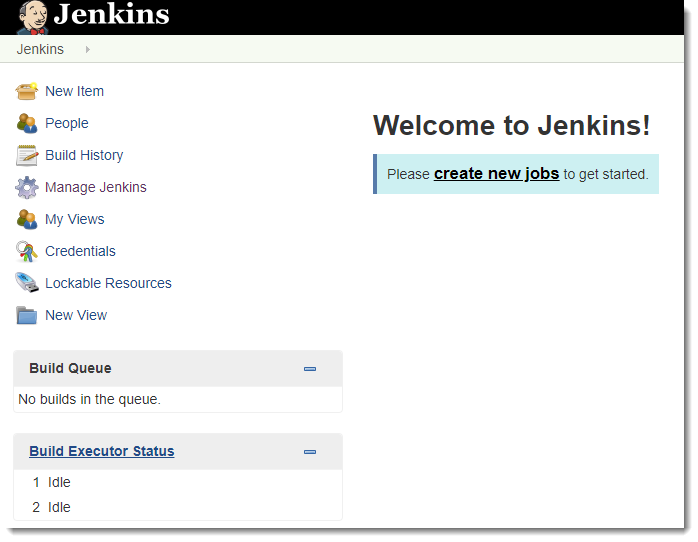 Jenkins
Jenkins
New Item
People
Build History
Manage Jenkins
My Views
Credentials
Lockable Resources
New View
Build Queue
No builds in the queue.
Build Executor Status
1 Idle
2 Idle
Welcome to Jenkins!
Please create new jobs to get started.